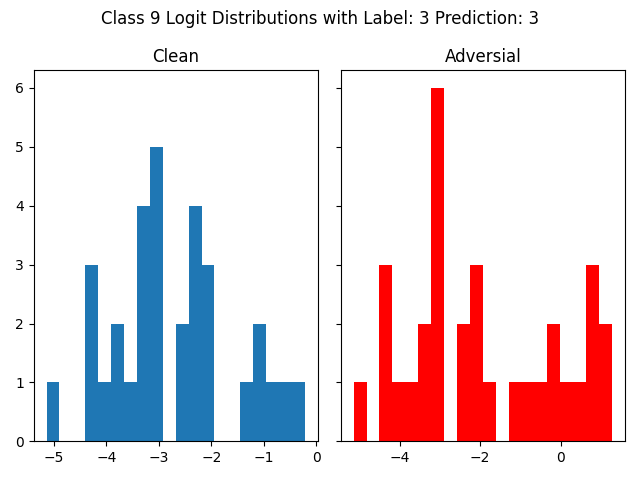 Class 9 Logit Distributions with Label: 3 Prediction: 3
Clean
Adversial
6
5
4
3
2
1
0
−5 −4 −3 −2 −1 0
−4 −2 0